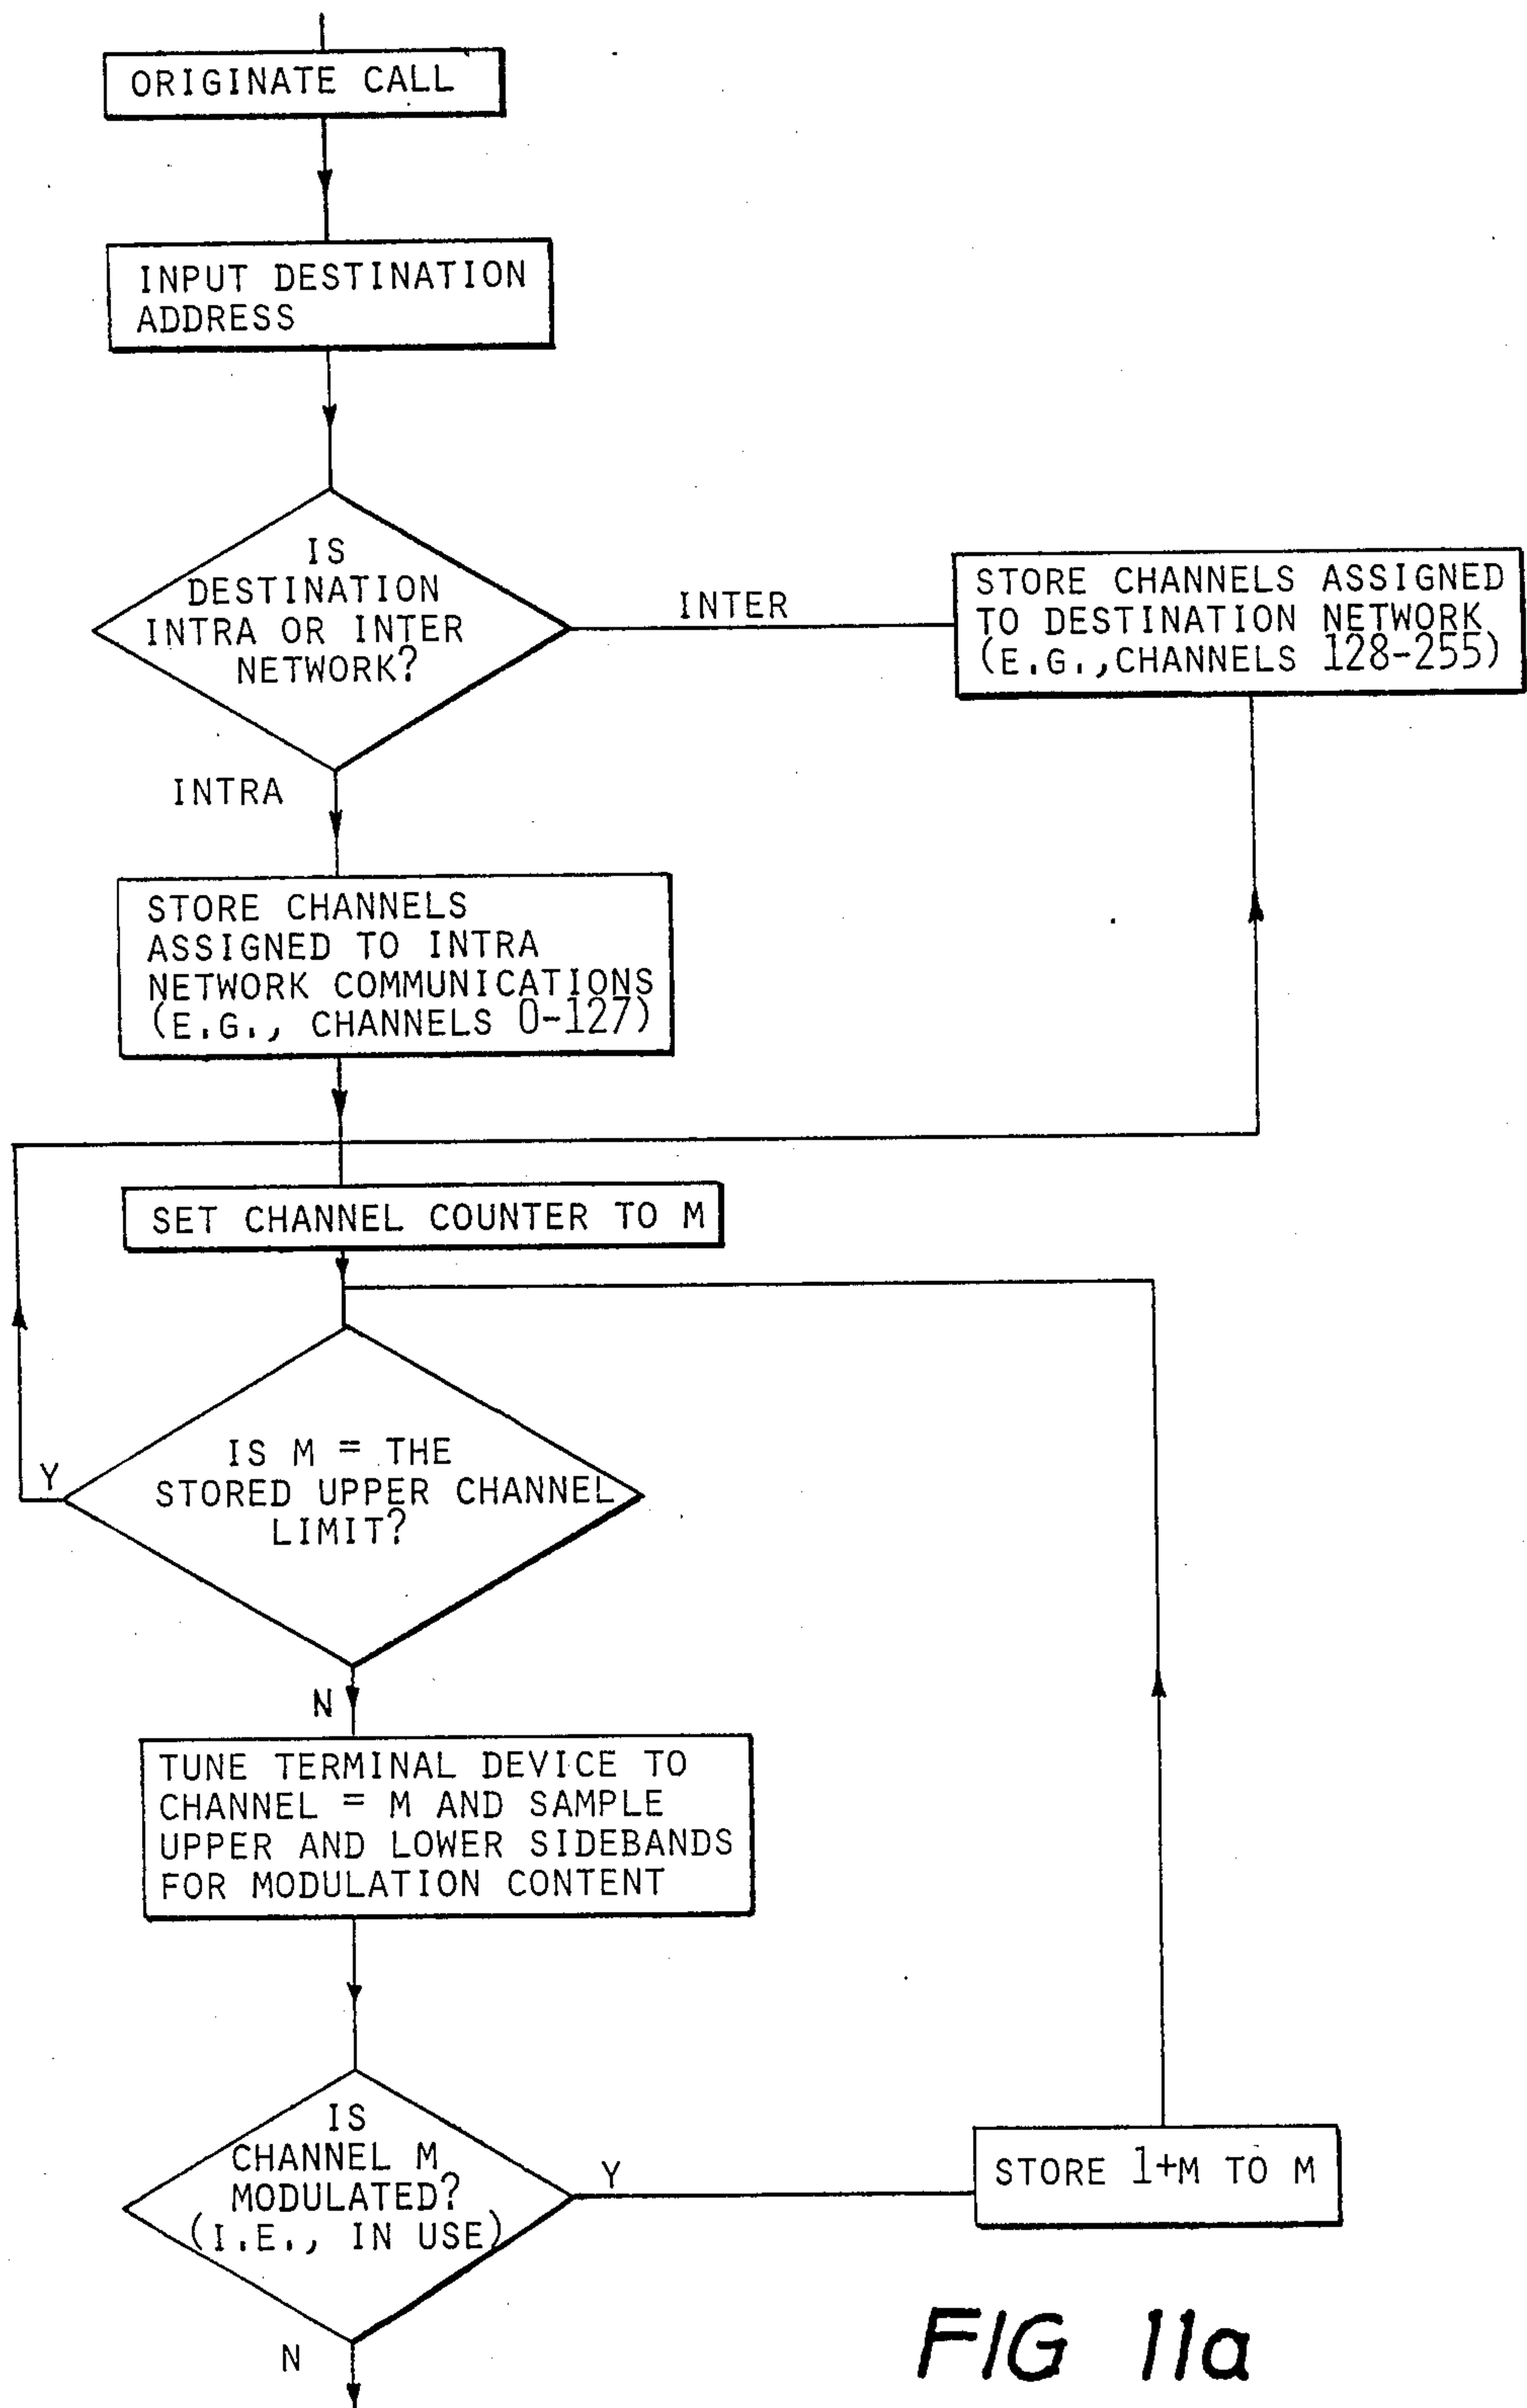 ORIGINATE CALL
INPUT DESTINATION
ADDRESS
IS
DESTINATION
INTRA OR INTER
NETWORK?
INTER
STORE CHANNELS ASSIGNED
TO DESTINATION NETWORK
(E.G.,CHANNELS 128-255)
INTRA
STORE CHANNELS
ASSIGNED TO INTRA
NETWORK COMMUNICATIONS
(E.G., CHANNELS 0-127)
SET CHANNEL COUNTER TO M
IS M = THE
STORED UPPER CHANNEL
LIMIT?
Y
N
TUNE TERMINAL DEVICE TO
CHANNEL = M AND SAMPLE
UPPER AND LOWER SIDEBANDS
FOR MODULATION CONTENT
IS
CHANNEL M
MODULATED?
(I.E., IN USE)
Y
STORE 1+M TO M
N
FIG 11a